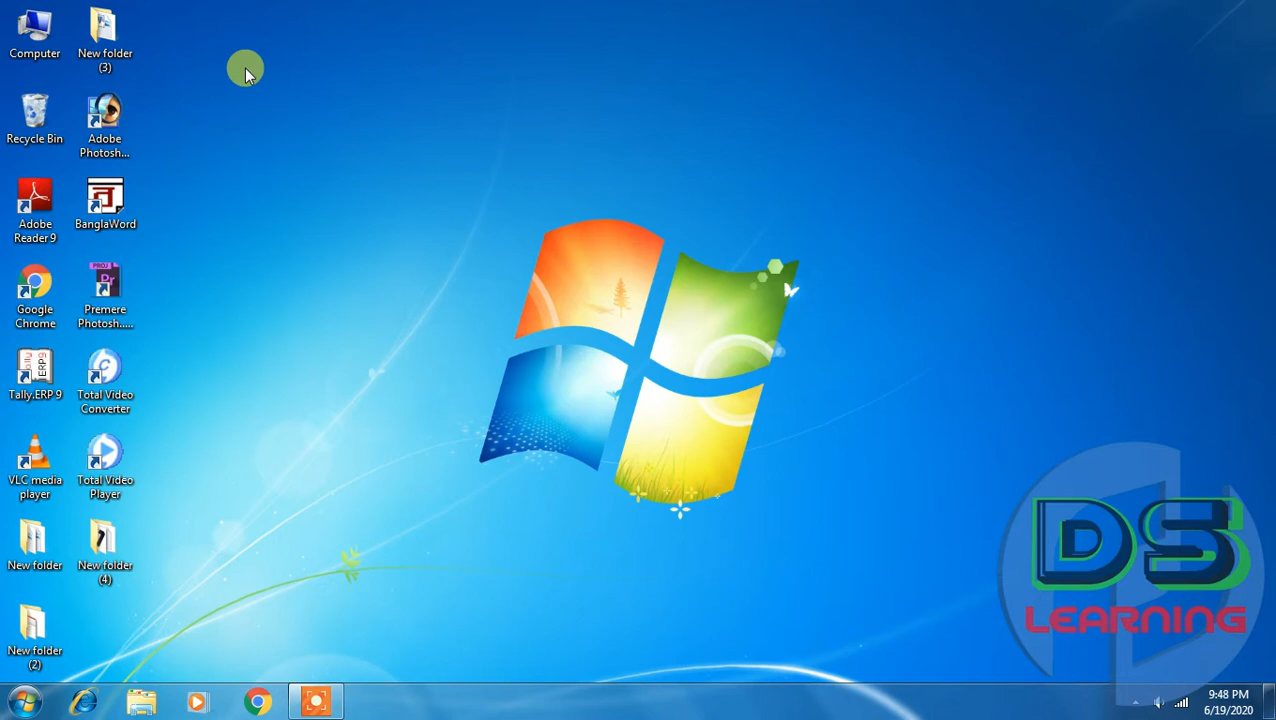 Computer
New folder
(3)
Recycle Bin
Adobe
Photosh...
Adobe
Reader 9
BanglaWord
Google
Chrome
PROJ
Pr
Premere
Photosh.....
Tally.ERP 9
Total Video
Converter
VLC media
player
Total Video
Player
New folder
New folder
(4)
New folder
(2)
DS
LEARNING
9:48 PM
6/19/2020